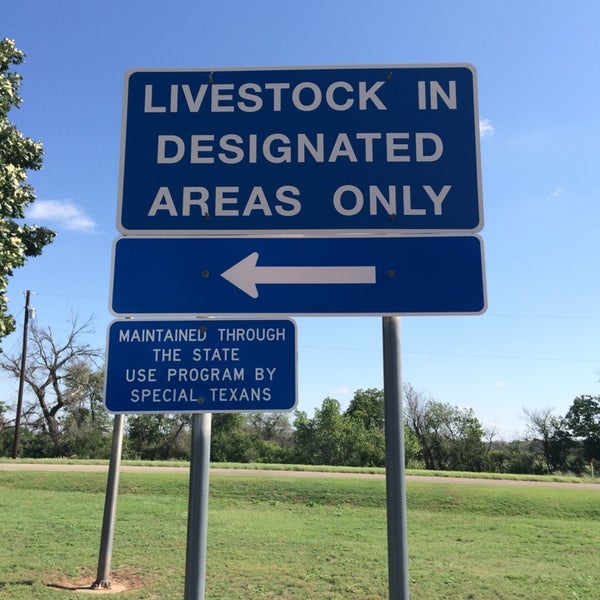 LIVESTOCK IN
DESIGNATED
AREAS ONLY
MAINTAINED THROUGH
THE STATE
USE PROGRAM BY
SPECIAL TEXANS